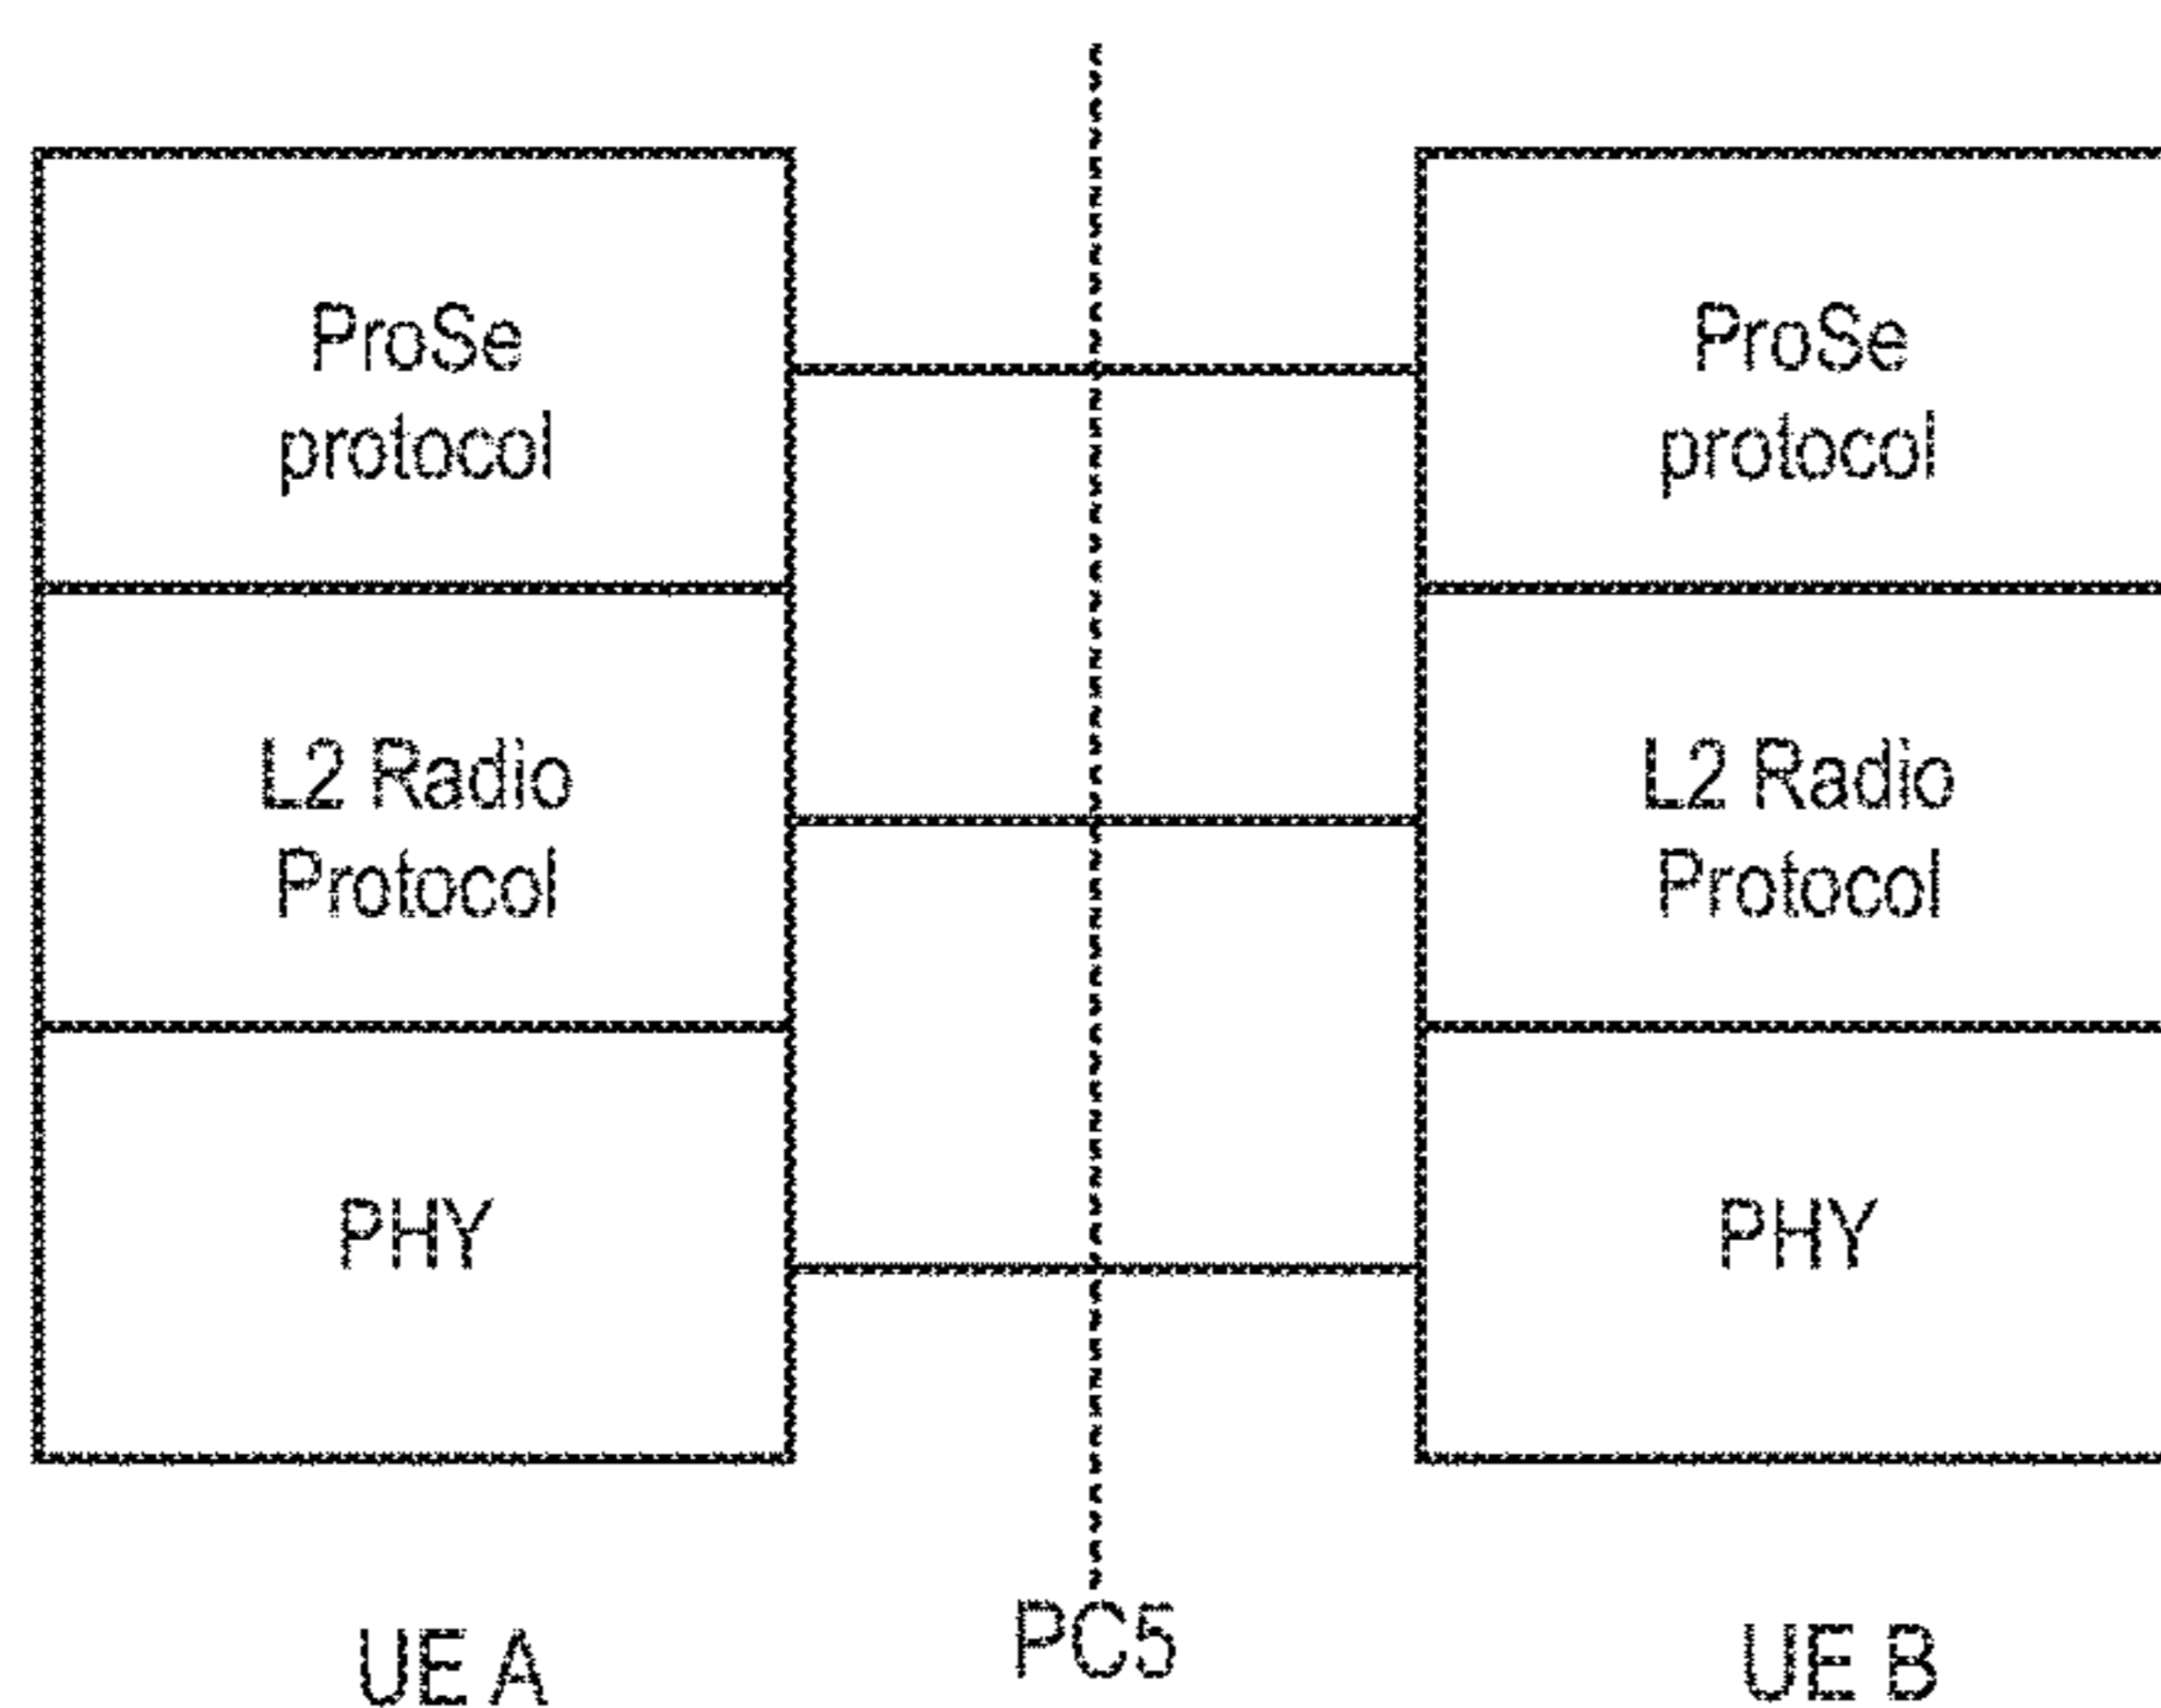 ProSe
protocol
L2 Radio
Protocol
PHY
UE A
PC5
ProSe
protocol
L2 Radio
Protocol
PHY
UE B